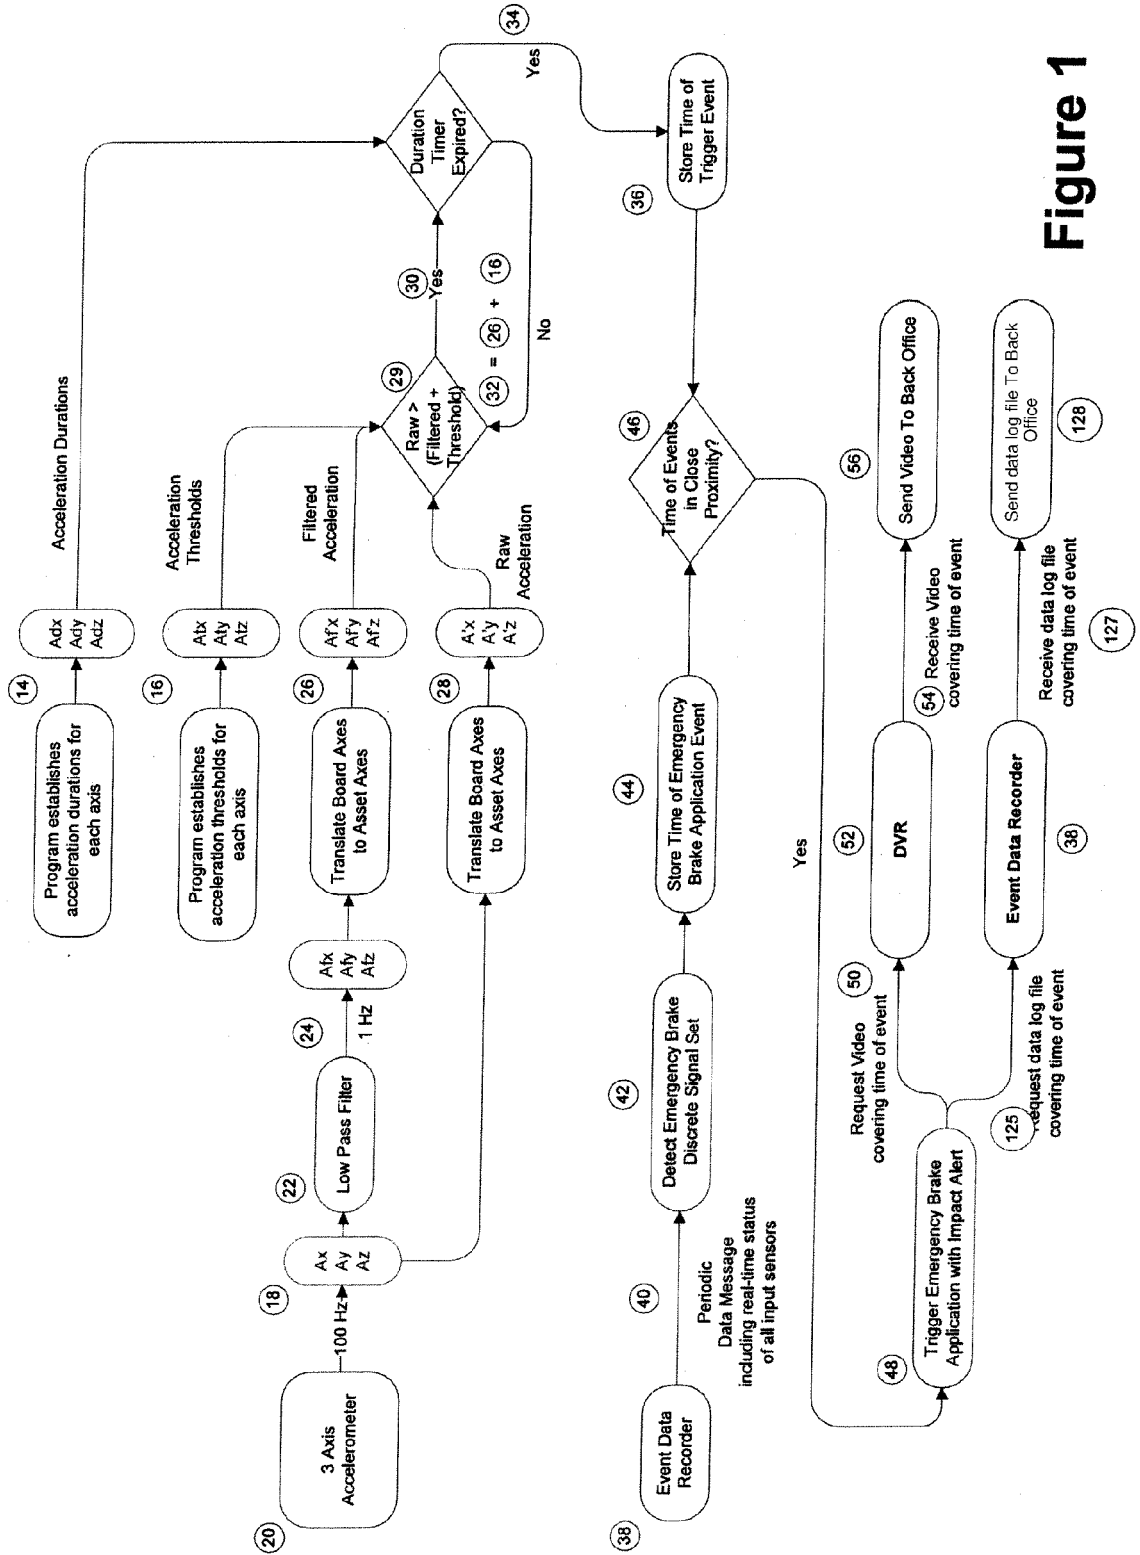 14
Program establishes
acceleration durations for
each axis
Adx
Ady
Adz
Acceleration Durations
16
Program establishes
acceleration thresholds for
each axis
Atx
Aty
Atz
Acceleration
Thresholds
20
3 Axis
Accelerometer
100 Hz
18
Ax
Ay
Az
22
Low Pass Filter
24
1 Hz
Afx
Afy
Afz
26
Translate Board Axes
to Asset Axes
Af'x
Af'y
Af'z
Filtered
Acceleration
28
Translate Board Axes
to Asset Axes
A'x
A'y
A'z
Raw
Acceleration
29
Raw >
(Filtered +
Threshold)
30
Yes
32 = 26 + 16
No
Duration
Timer
Expired?
34
Yes
36
Store Time of
Trigger Event
38
Event Data
Recorder
40
Periodic
Data Message
including real-time status
of all input sensors
42
Detect Emergency Brake
Discrete Signal Set
44
Store Time of Emergency
Brake Application Event
46
Time of Events
in Close
Proximity?
Yes
48
Trigger Emergency Brake
Application with Impact Alert
50
Request Video
covering time of event
52
DVR
54 Receive Video
covering time of event
56
Send Video To Back Office
125
Request data log file
covering time of event
Event Data Recorder
38
Receive data log file
covering time of event
127
Send data log file To Back
Office
128
Figure 1